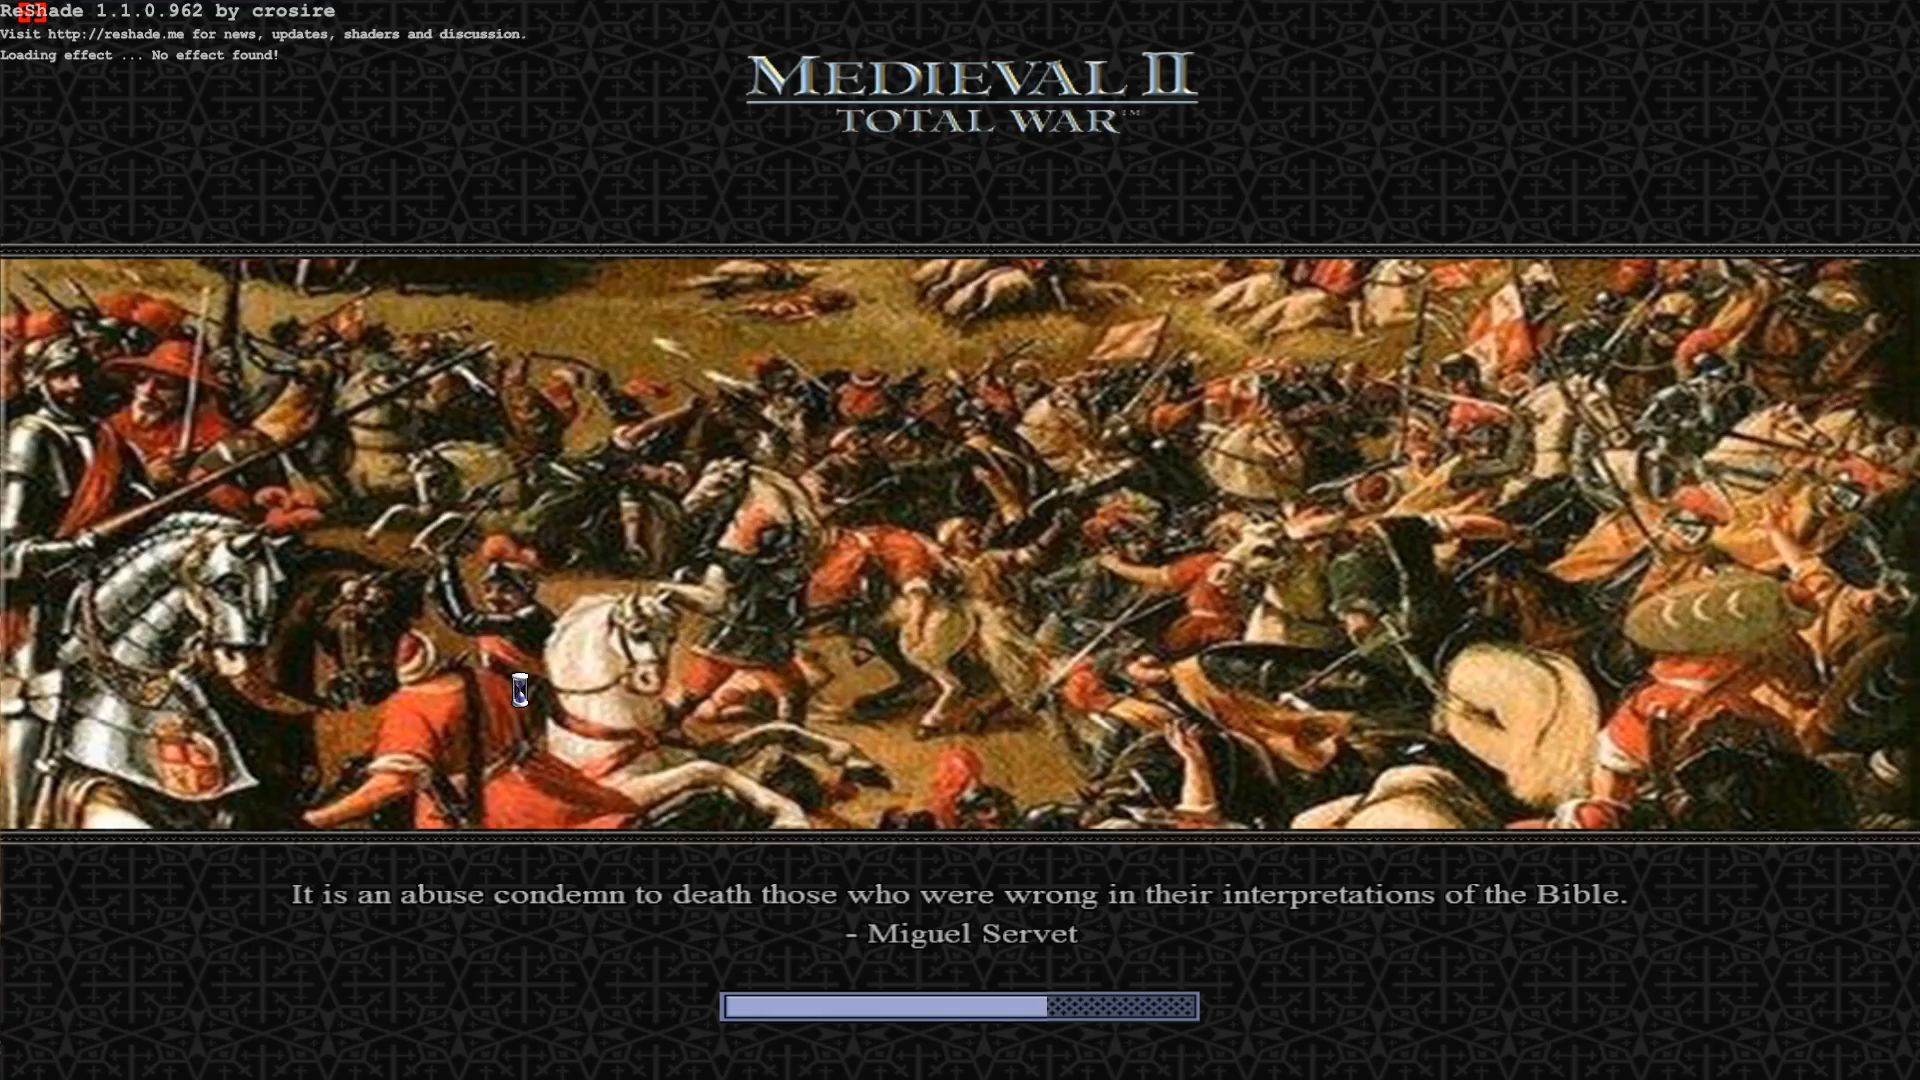 ReShade 1.1.0.962 by crosire
Visit http://reshade.me for news, updates, shaders and discussion.
Loading effect ... No effect found!
MEDIEVAL II
TOTAL WAR™
It is an abuse condemn to death those who were wrong in their interpretations of the Bible.
- Miguel Servet